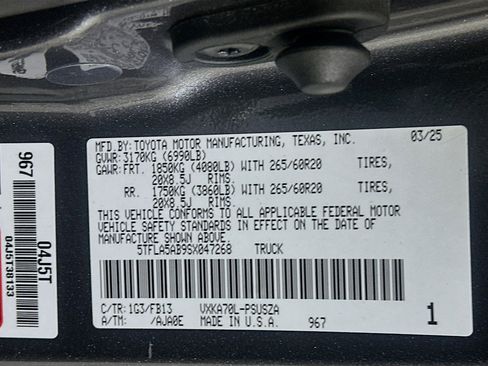 MFD.BY: TOYOTA MOTOR MANUFACTURING, TEXAS, INC. 03/25
GVWR: 3170KG (6990LB)
GAWR: FRT. 1850KG (4080LB) WITH 265/60R20 TIRES,
20X8.5J RIMS.
RR. 1750KG (3860LB) WITH 265/60R20 TIRES,
20X8.5J RIMS.
THIS VEHICLE CONFORMS TO ALL APPLICABLE FEDERAL MOTOR
VEHICLE SAFETY STANDARDS IN EFFECT ON THE DATE OF
MANUFACTURE SHOWN ABOVE.
5TFLA5AB9SX047268 TRUCK
C/TR: 1G3/FB13 VXKA70L-PSUSZA
A/TM: /AJA0E MADE IN U.S.A. 967 1
967
04J5T
04J5T38133